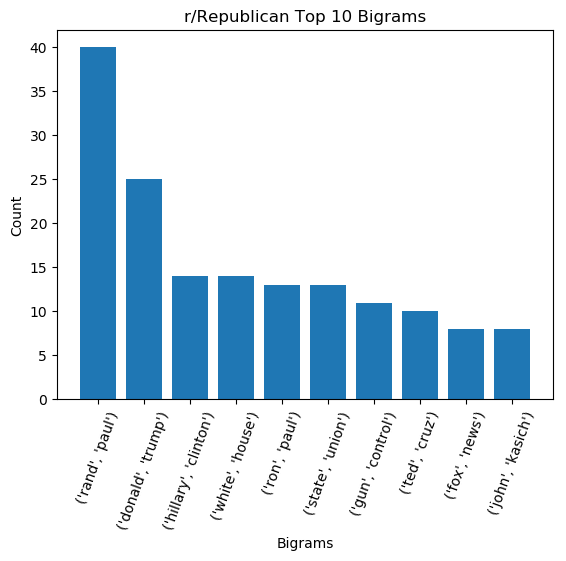 r/Republican Top 10 Bigrams
40
35
30
25
20
15
10
5
0
Count
('rand', 'paul')
('donald', 'trump')
('hillary', 'clinton')
('white', 'house')
('ron', 'paul')
('state', 'union')
('gun', 'control')
('ted', 'cruz')
('fox', 'news')
('john', 'kasich')
Bigrams